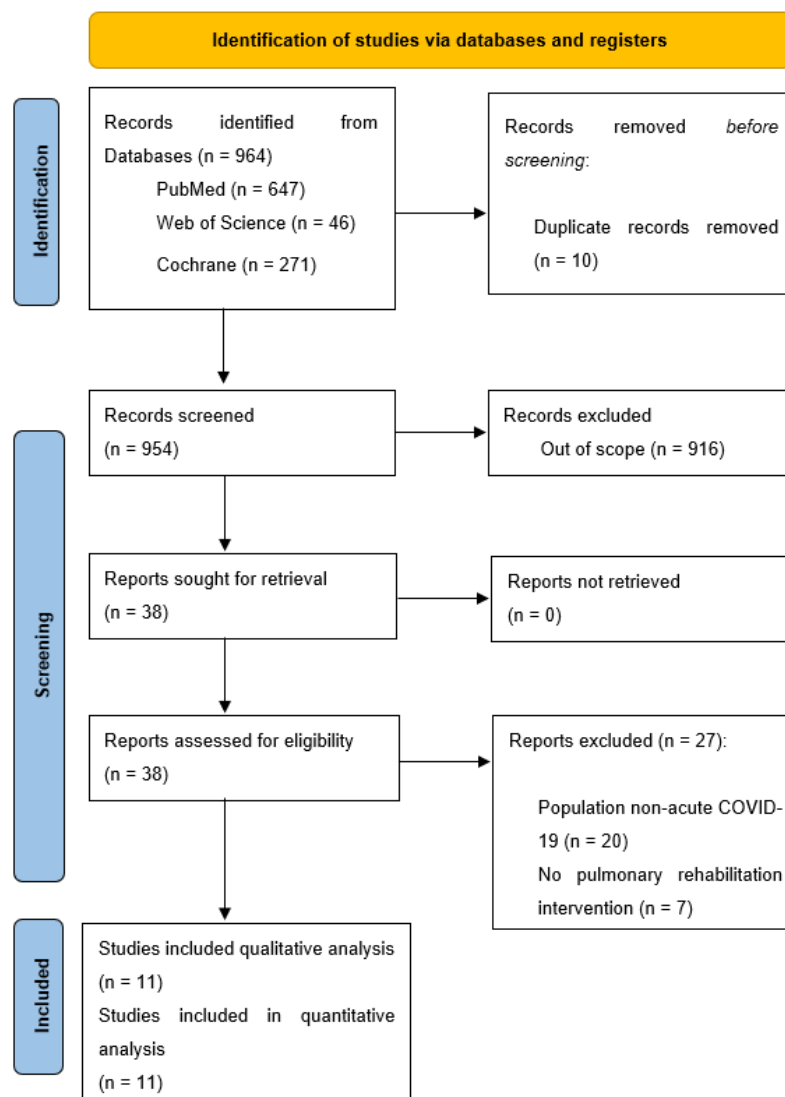 Identification of studies via databases and registers
Identification
Records identified from
Databases (n = 964)
PubMed (n = 647)
Web of Science (n = 46)
Cochrane (n = 271)
Records removed before
screening:
Duplicate records removed
(n = 10)
Screening
Records screened
(n = 954)
Records excluded
Out of scope (n = 916)
Reports sought for retrieval
(n = 38)
Reports not retrieved
(n = 0)
Reports assessed for eligibility
(n = 38)
Reports excluded (n = 27):
Population non-acute COVID-
19 (n = 20)
No pulmonary rehabilitation
intervention (n = 7)
Included
Studies included qualitative analysis
(n = 11)
Studies included in quantitative
analysis
(n = 11)